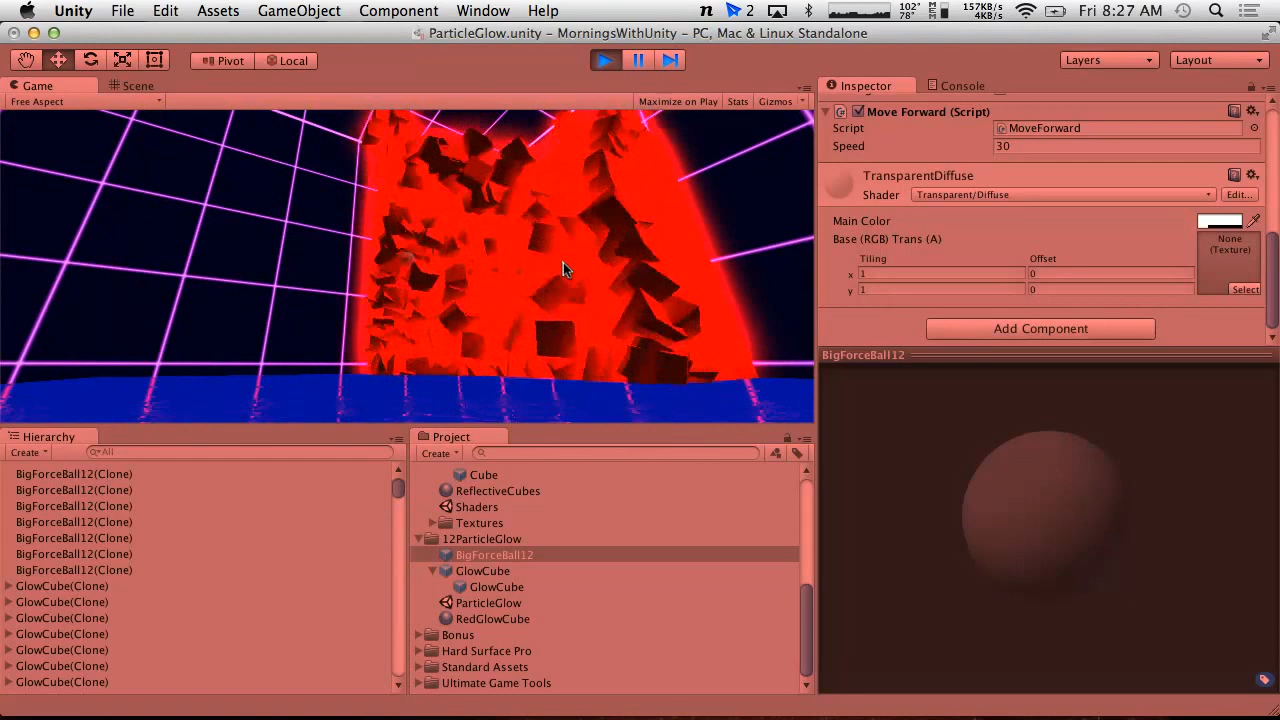 Unity File Edit Assets GameObject Component Window Help 2 102° 78° MEM 157KB/s 4KB/s Fri 8:27 AM
ParticleGlow.unity – MorningsWithUnity – PC, Mac & Linux Standalone
Pivot Local Layers Layout
Game Scene
Free Aspect Maximize on Play Stats Gizmos
Inspector Console
Move Forward (Script)
Script MoveForward
Speed 30
TransparentDiffuse
Shader Transparent/Diffuse Edit...
Main Color
Base (RGB) Trans (A)
None
(Texture)
Tiling Offset
x 1 0
y 1 0
Select
Add Component
BigForceBall12
Hierarchy
Create All
BigForceBall12(Clone)
BigForceBall12(Clone)
BigForceBall12(Clone)
BigForceBall12(Clone)
BigForceBall12(Clone)
BigForceBall12(Clone)
BigForceBall12(Clone)
GlowCube(Clone)
GlowCube(Clone)
GlowCube(Clone)
GlowCube(Clone)
GlowCube(Clone)
GlowCube(Clone)
GlowCube(Clone)
Project
Create
Cube
ReflectiveCubes
Shaders
Textures
12ParticleGlow
BigForceBall12
GlowCube
GlowCube
ParticleGlow
RedGlowCube
Bonus
Hard Surface Pro
Standard Assets
Ultimate Game Tools